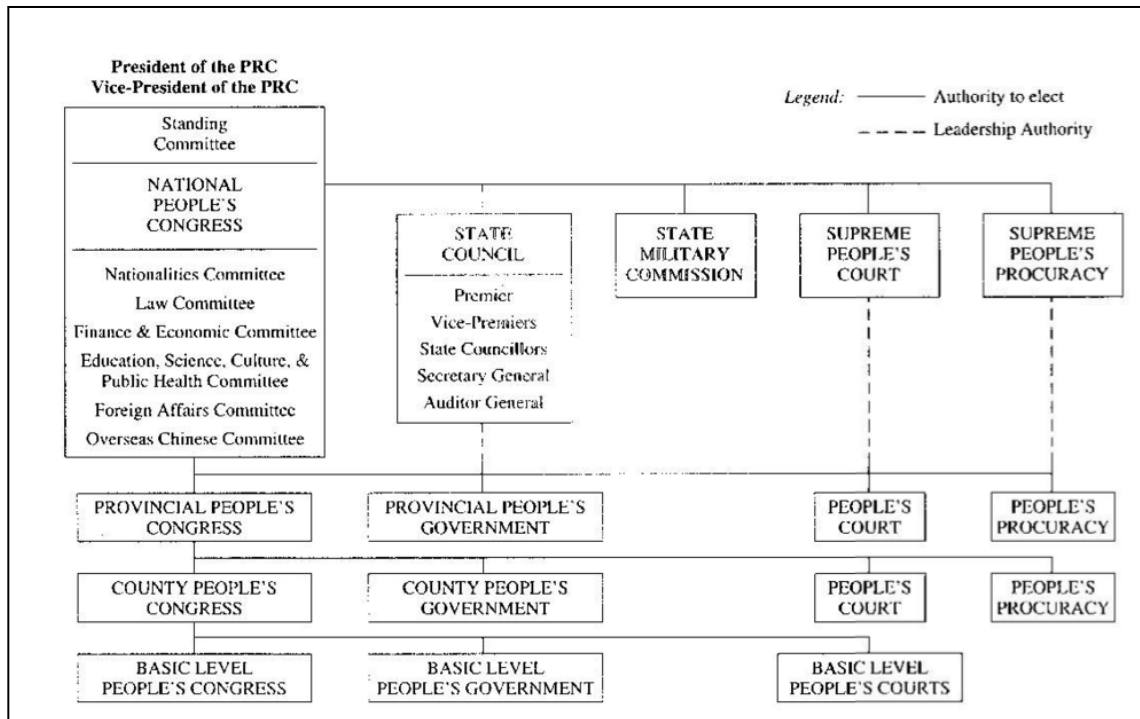 President of the PRC
Vice-President of the PRC
Standing
Committee
NATIONAL
PEOPLE'S
CONGRESS
Nationalities Committee
Law Committee
Finance & Economic Committee
Education, Science, Culture, &
Public Health Committee
Foreign Affairs Committee
Overseas Chinese Committee
Legend:
Authority to elect
Leadership Authority
STATE
COUNCIL
Premier
Vice-Premiers
State Councillors
Secretary General
Auditor General
STATE
MILITARY
COMMISSION
SUPREME
PEOPLE'S
COURT
SUPREME
PEOPLE'S
PROCURACY
PROVINCIAL PEOPLE'S
CONGRESS
PROVINCIAL PEOPLE'S
GOVERNMENT
PEOPLE'S
COURT
PEOPLE'S
PROCURACY
COUNTY PEOPLE'S
CONGRESS
COUNTY PEOPLE'S
GOVERNMENT
PEOPLE'S
COURT
PEOPLE'S
PROCURACY
BASIC LEVEL
PEOPLE'S CONGRESS
BASIC LEVEL
PEOPLE'S GOVERNMENT
BASIC LEVEL
PEOPLE'S COURTS